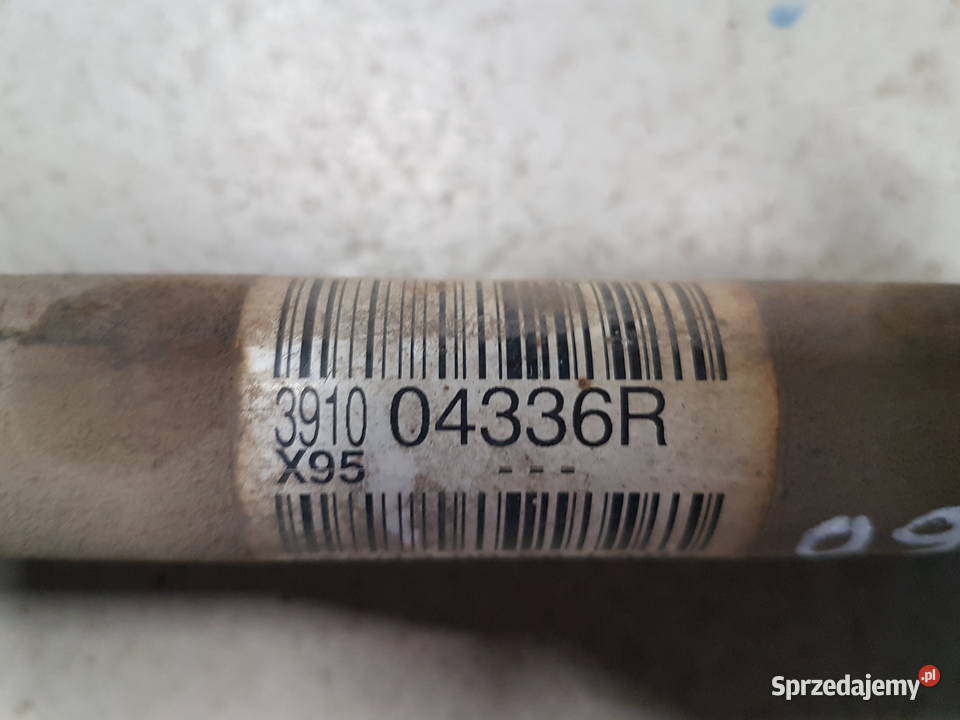 3910 04336R
X95 ---
09
Sprzedajemy.pl